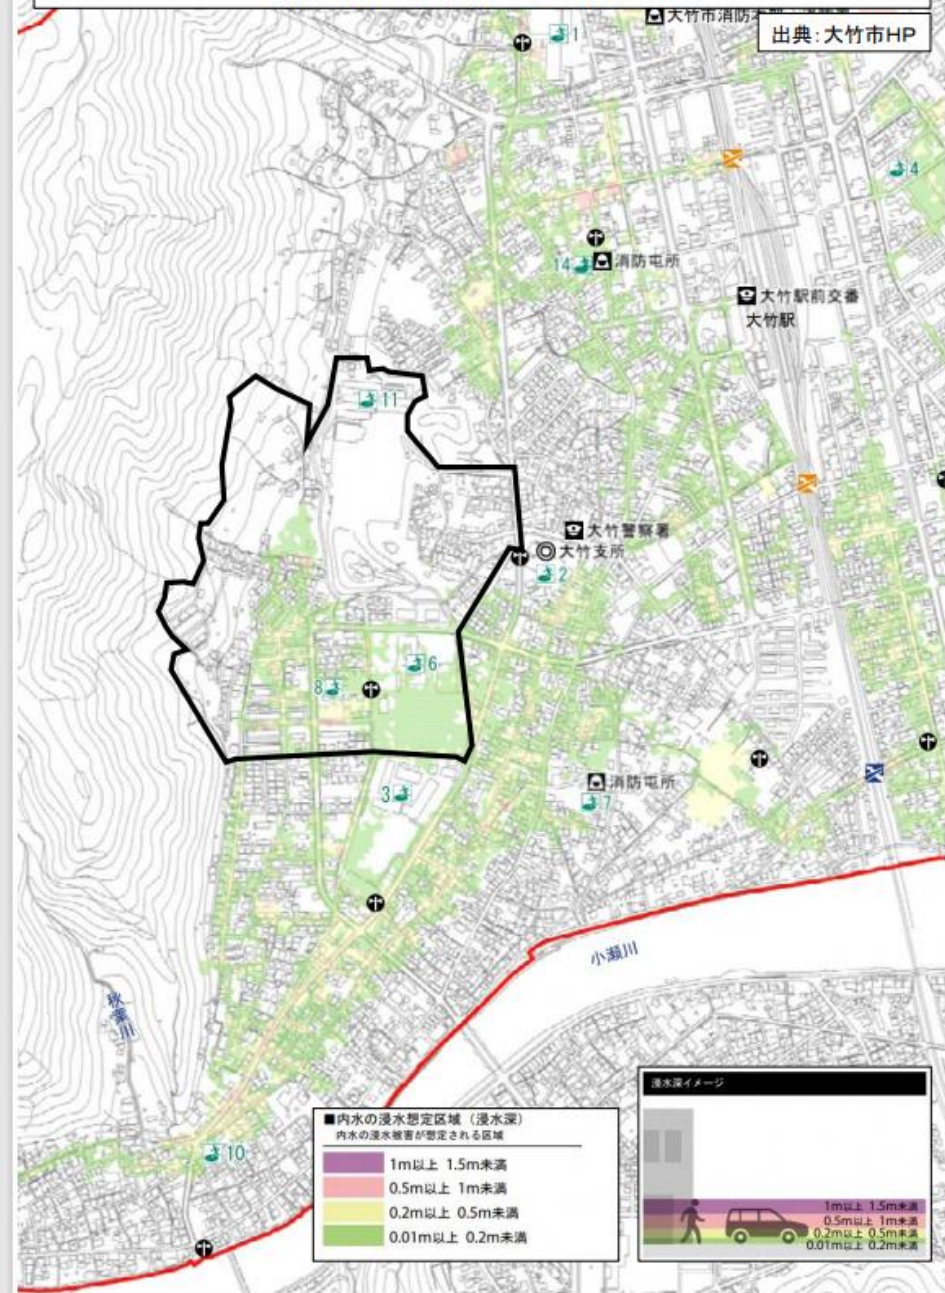 大竹市消防
出典:大竹市HP
1
4
14
消防屯所
大竹駅前交番
大竹駅
11
大竹警察署
大竹支所
2
6
8
消防屯所
3
7
小瀬川
秋葉川
10
■内水の浸水想定区域（浸水深）
内水の浸水被害が想定される区域
1m以上 1.5m未満
0.5m以上 1m未満
0.2m以上 0.5m未満
0.01m以上 0.2m未満
浸水深イメージ
1m以上 1.5m未満
0.5m以上 1m未満
0.2m以上 0.5m未満
0.01m以上 0.2m未満